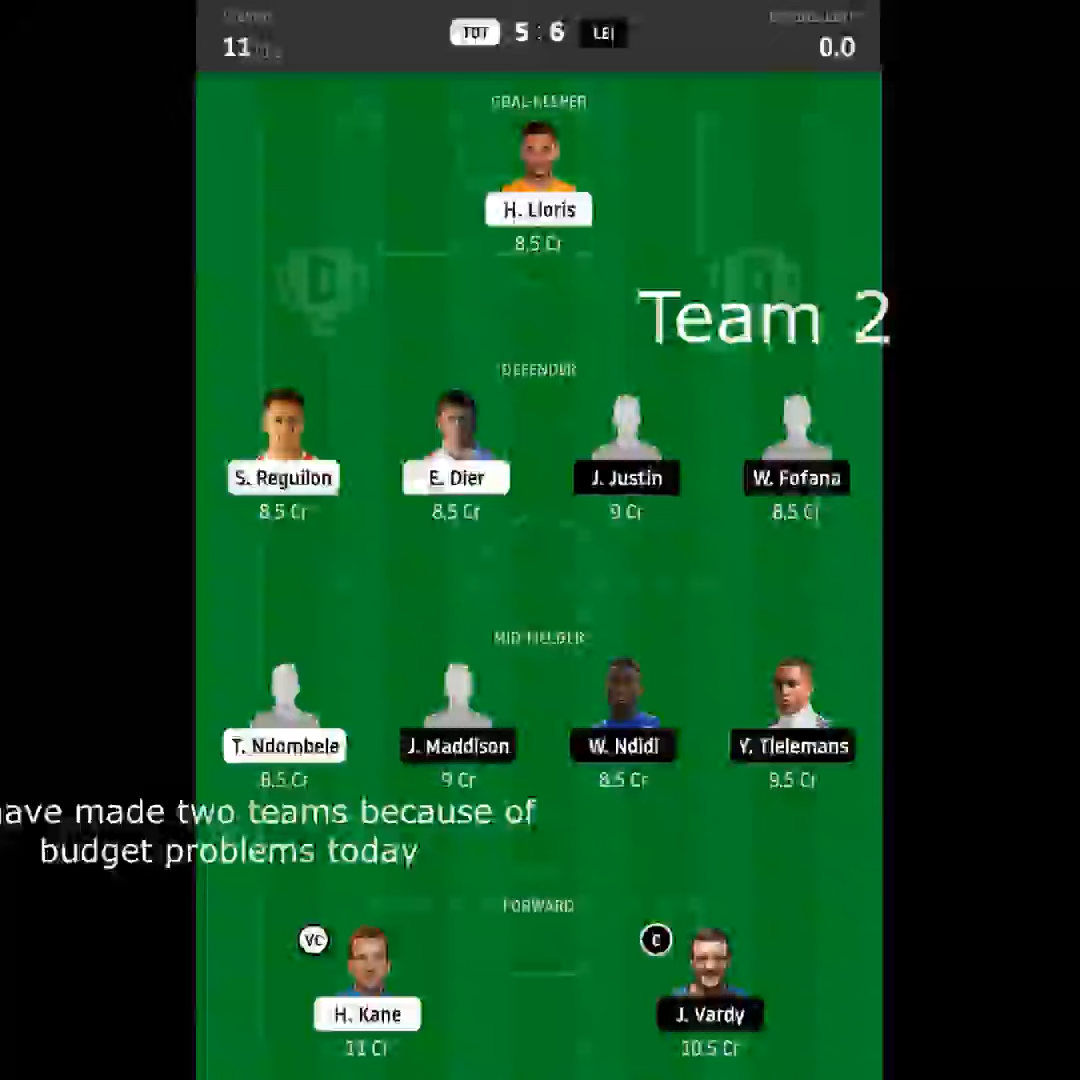 TOT 5 : 6 LEI
11
0.0
GOAL-KEEPER
H. Lloris
8.5 Cr
Team 2
DEFENDER
S. Reguilon E. Dier J. Justin W. Fofana
8.5 Cr 8.5 Cr 9 Cr 8.5 Cr
MID-FIELDER
T. Ndombele J. Maddison W. Ndidi Y. Tielemans
8.5 Cr 9 Cr 8.5 Cr 9.5 Cr
have made two teams because of
budget problems today
FORWARD
VC C
H. Kane J. Vardy
11 Cr 10.5 Cr